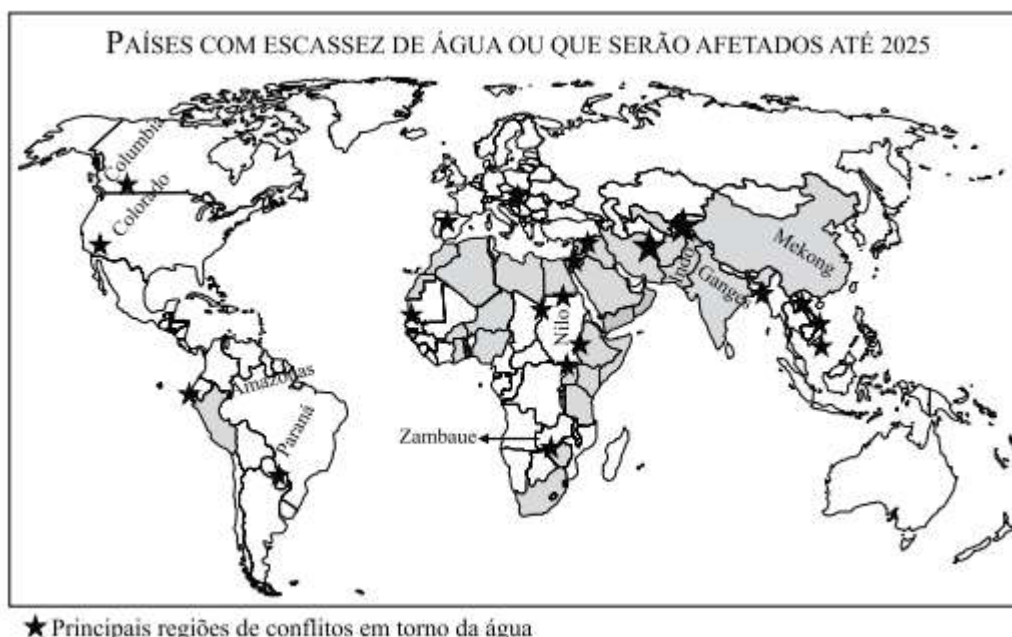 PAÍSES COM ESCASSEZ DE ÁGUA OU QUE SERÃO AFETADOS ATÉ 2025
Columbia
Colorado
Mekong
Indo
Ganges
Nilo
Amazonas
Paraná
Zambaue
★ Principais regiões de conflitos em torno da água